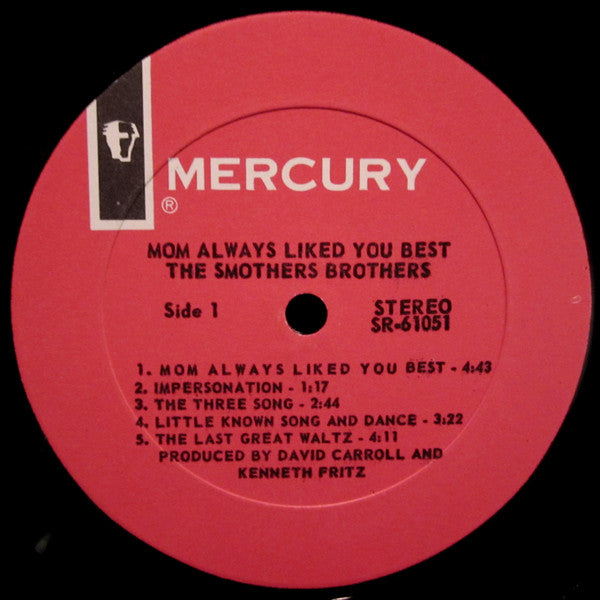 MERCURY
®
MOM ALWAYS LIKED YOU BEST
THE SMOTHERS BROTHERS
Side 1
STEREO
SR-61051
1. MOM ALWAYS LIKED YOU BEST - 4:43
2. IMPERSONATION - 1:17
3. THE THREE SONG - 2:44
4. LITTLE KNOWN SONG AND DANCE - 3:22
5. THE LAST GREAT WALTZ - 4:11
PRODUCED BY DAVID CARROLL AND
KENNETH FRITZ